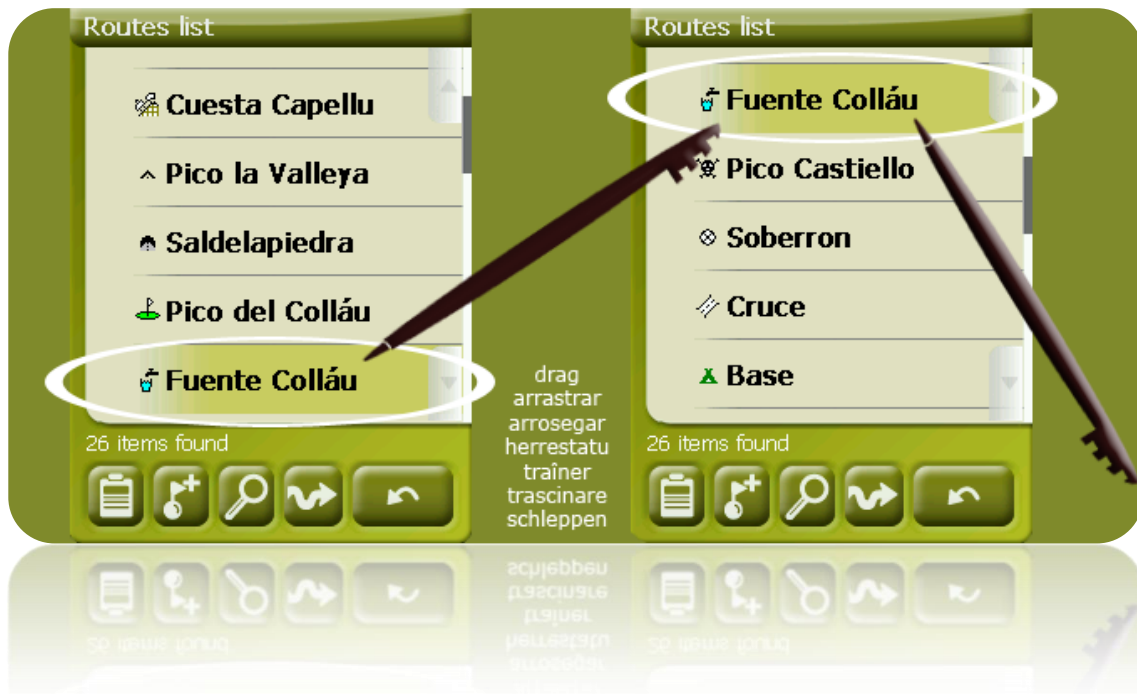 Routes list
Cuesta Capellu
Pico la Valleya
Saldelapiedra
Pico del Colláu
Fuente Colláu
26 items found
drag
arrastrar
arrosegar
herrestatu
traîner
trascinare
schleppen
Routes list
Fuente Colláu
Pico Castiello
Soberron
Cruce
Base
26 items found